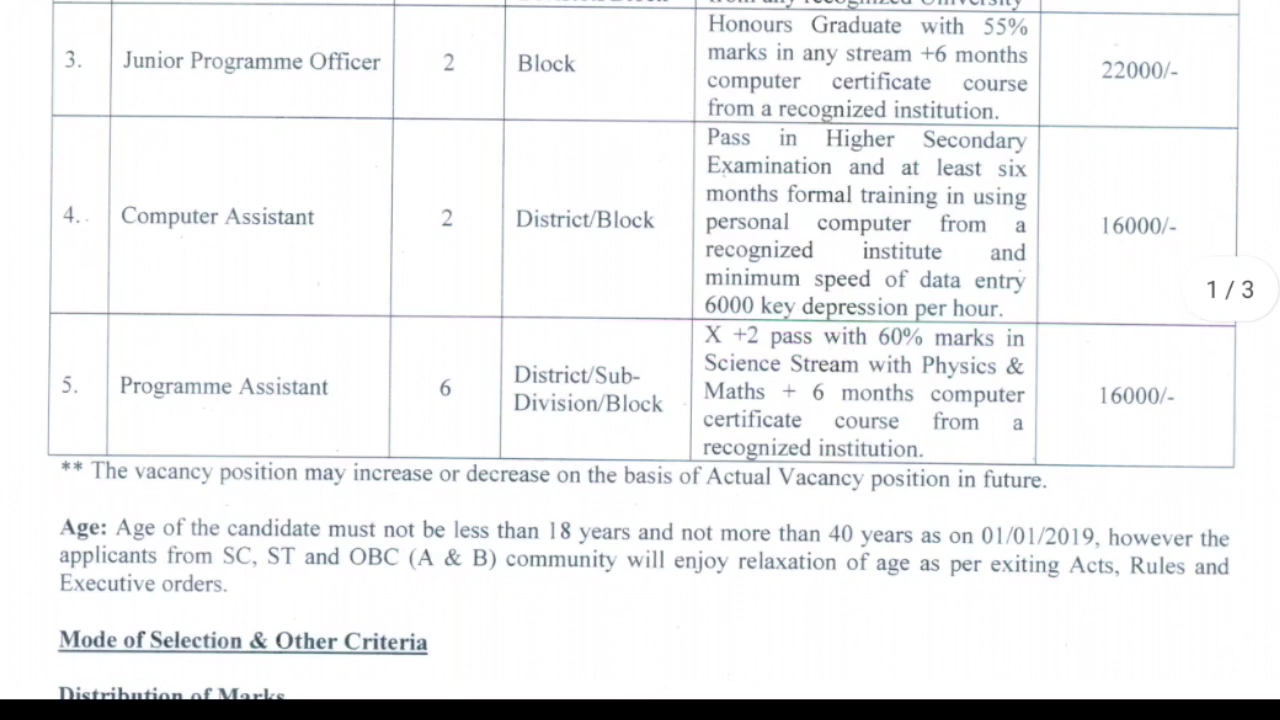 from any recognized University
3. Junior Programme Officer 2 Block Honours Graduate with 55%
marks in any stream +6 months
computer certificate course
from a recognized institution. 22000/-
4. Computer Assistant 2 District/Block Pass in Higher Secondary
Examination and at least six
months formal training in using
personal computer from a
recognized institute and
minimum speed of data entry
6000 key depression per hour. 16000/-
1 / 3
5. Programme Assistant 6 District/Sub-
Division/Block X +2 pass with 60% marks in
Science Stream with Physics &
Maths + 6 months computer
certificate course from a
recognized institution. 16000/-
** The vacancy position may increase or decrease on the basis of Actual Vacancy position in future.
Age: Age of the candidate must not be less than 18 years and not more than 40 years as on 01/01/2019, however the
applicants from SC, ST and OBC (A & B) community will enjoy relaxation of age as per exiting Acts, Rules and
Executive orders.
Mode of Selection & Other Criteria
Distribution of Marks